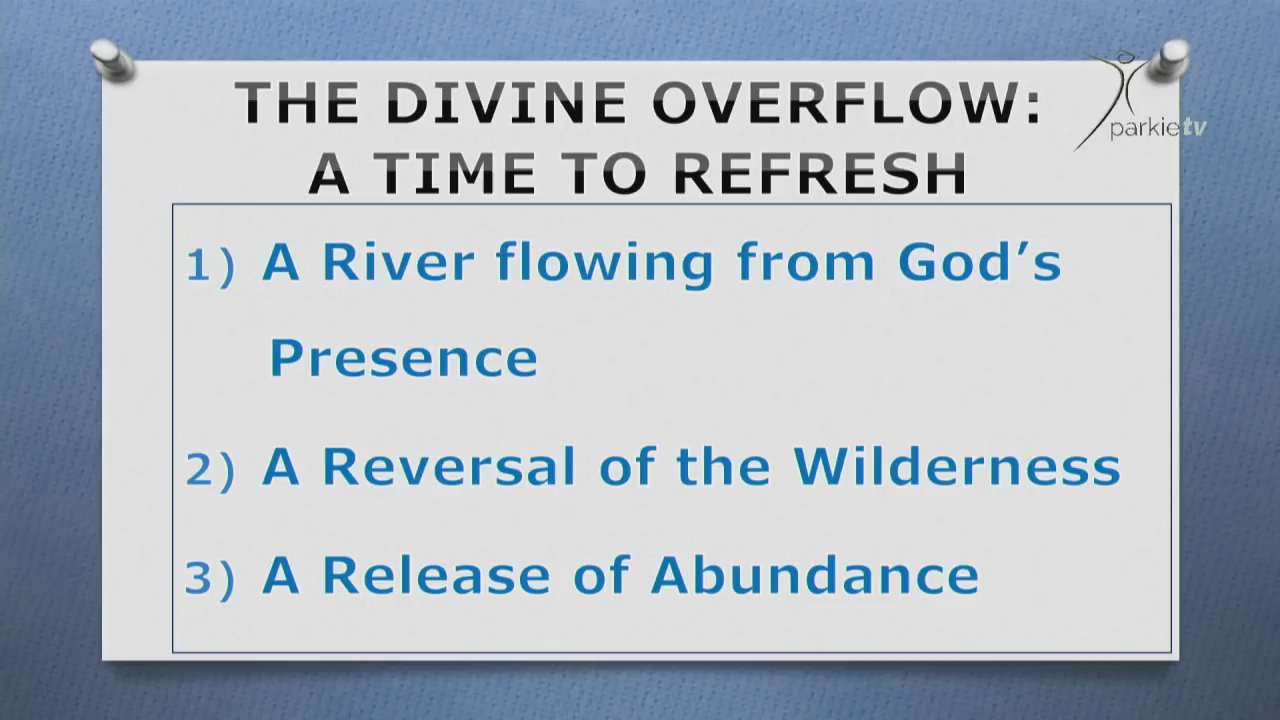 THE DIVINE OVERFLOW:
A TIME TO REFRESH
parkietv
1) A River flowing from God’s
Presence
2) A Reversal of the Wilderness
3) A Release of Abundance